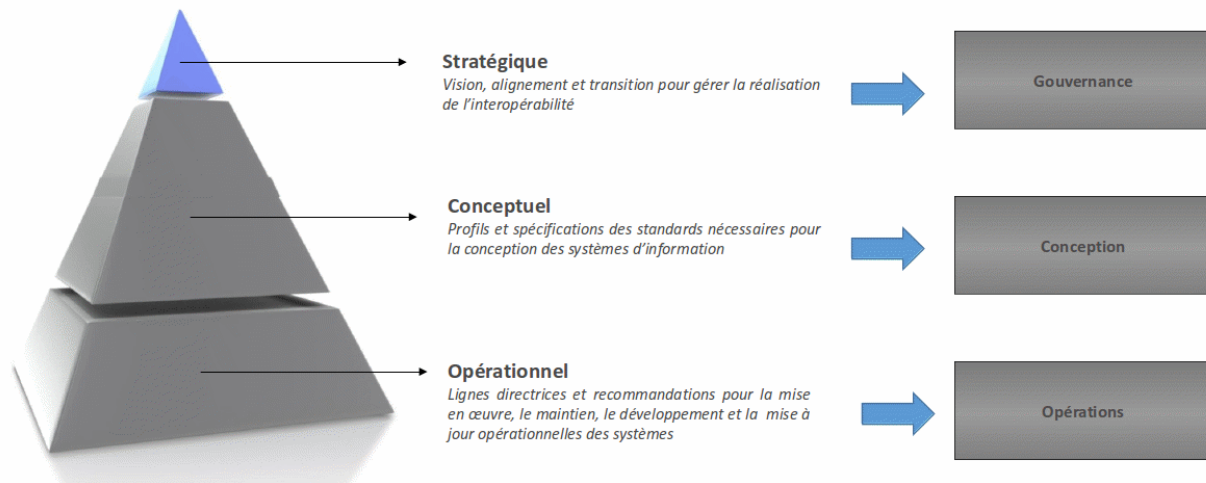 Stratégique
Vision, alignement et transition pour gérer la réalisation
de l'interopérabilité
Gouvernance
Conceptuel
Profils et spécifications des standards nécessaires pour
la conception des systèmes d'information
Conception
Opérationnel
Lignes directrices et recommandations pour la mise
en œuvre, le maintien, le développement et la mise à
jour opérationnelles des systèmes
Opérations